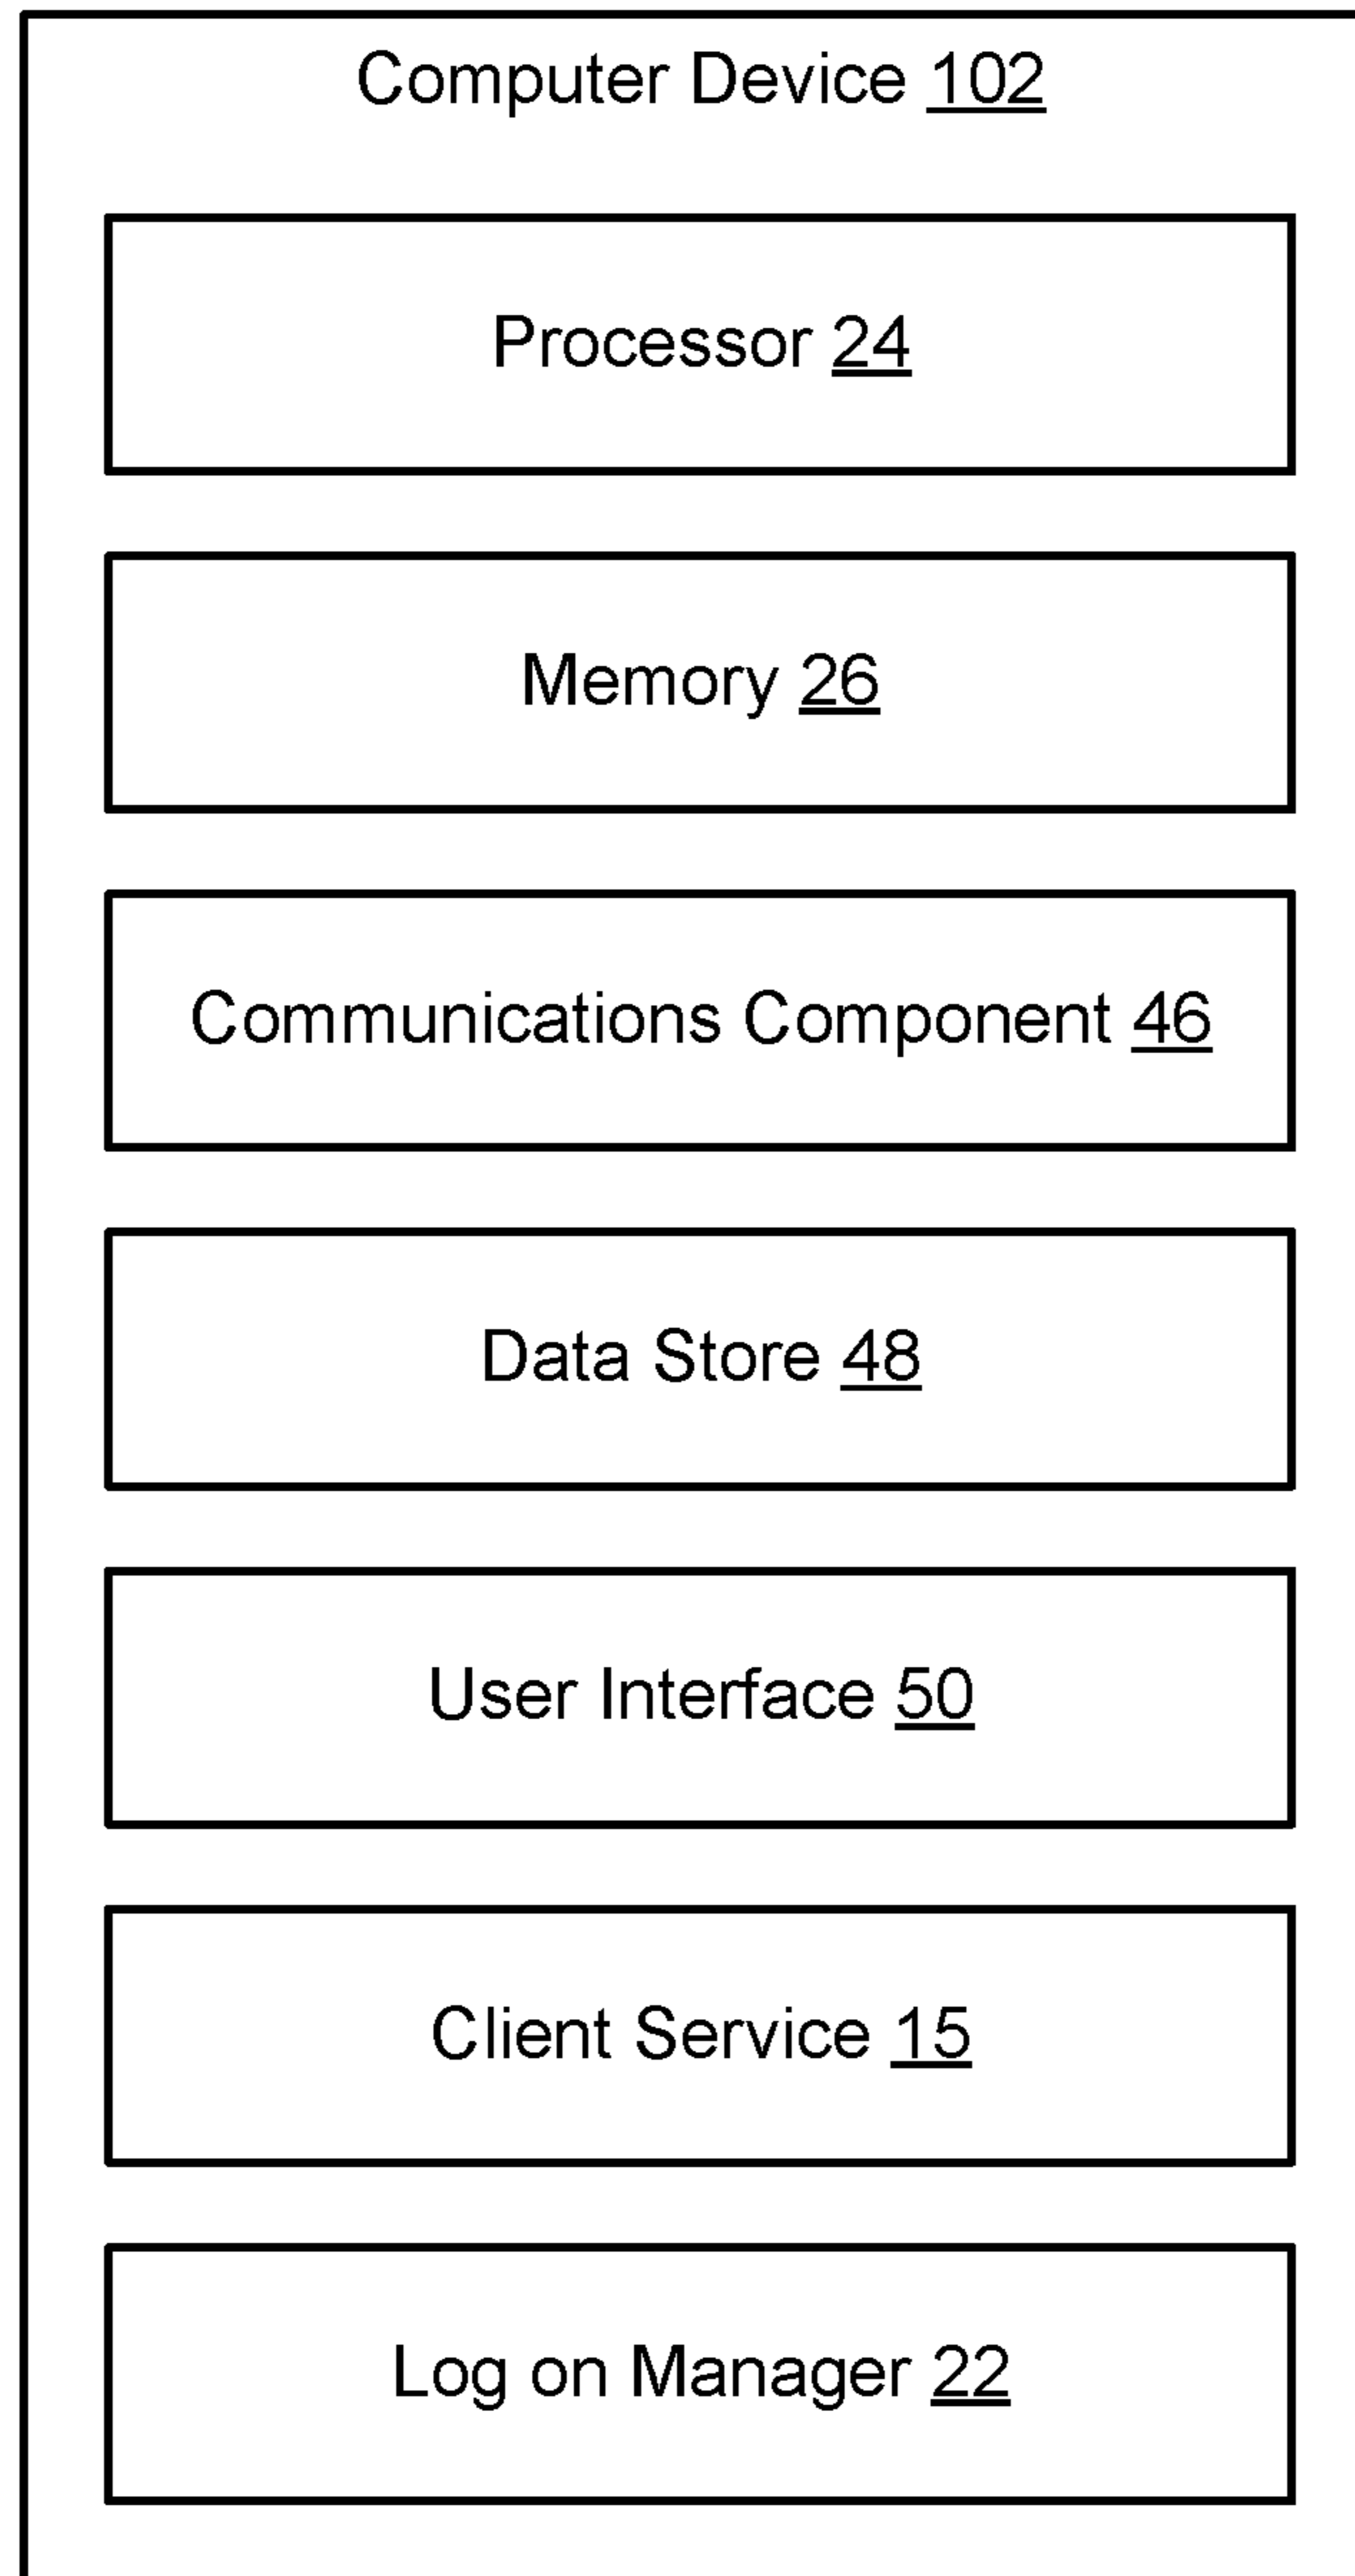 Computer Device 102
Processor 24
Memory 26
Communications Component 46
Data Store 48
User Interface 50
Client Service 15
Log on Manager 22